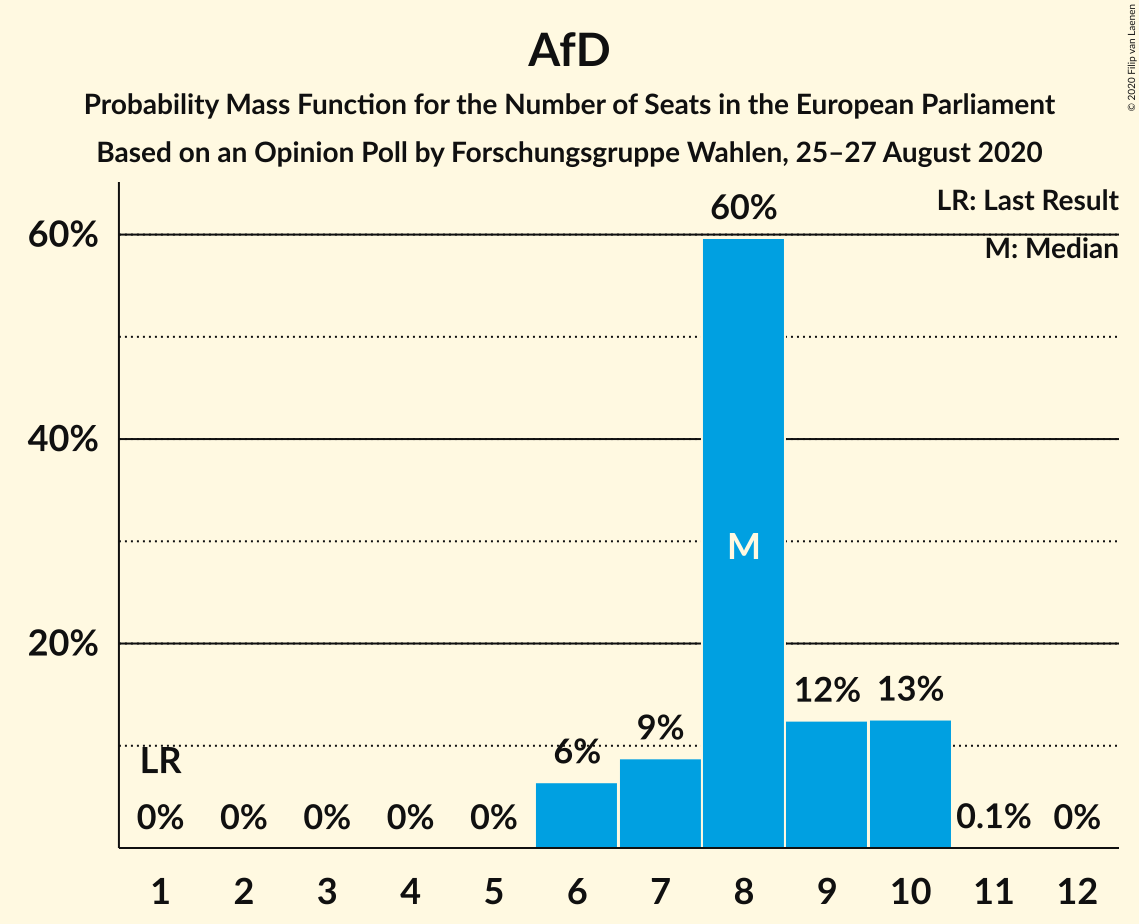 AfD
Probability Mass Function for the Number of Seats in the European Parliament
Based on an Opinion Poll by Forschungsgruppe Wahlen, 25–27 August 2020
© 2020 Filip van Laenen
LR: Last Result
M: Median
60%
40%
20%
LR
0% 0% 0% 0% 0% 6% 9% 60% 12% 13% 0.1% 0%
M
1 2 3 4 5 6 7 8 9 10 11 12